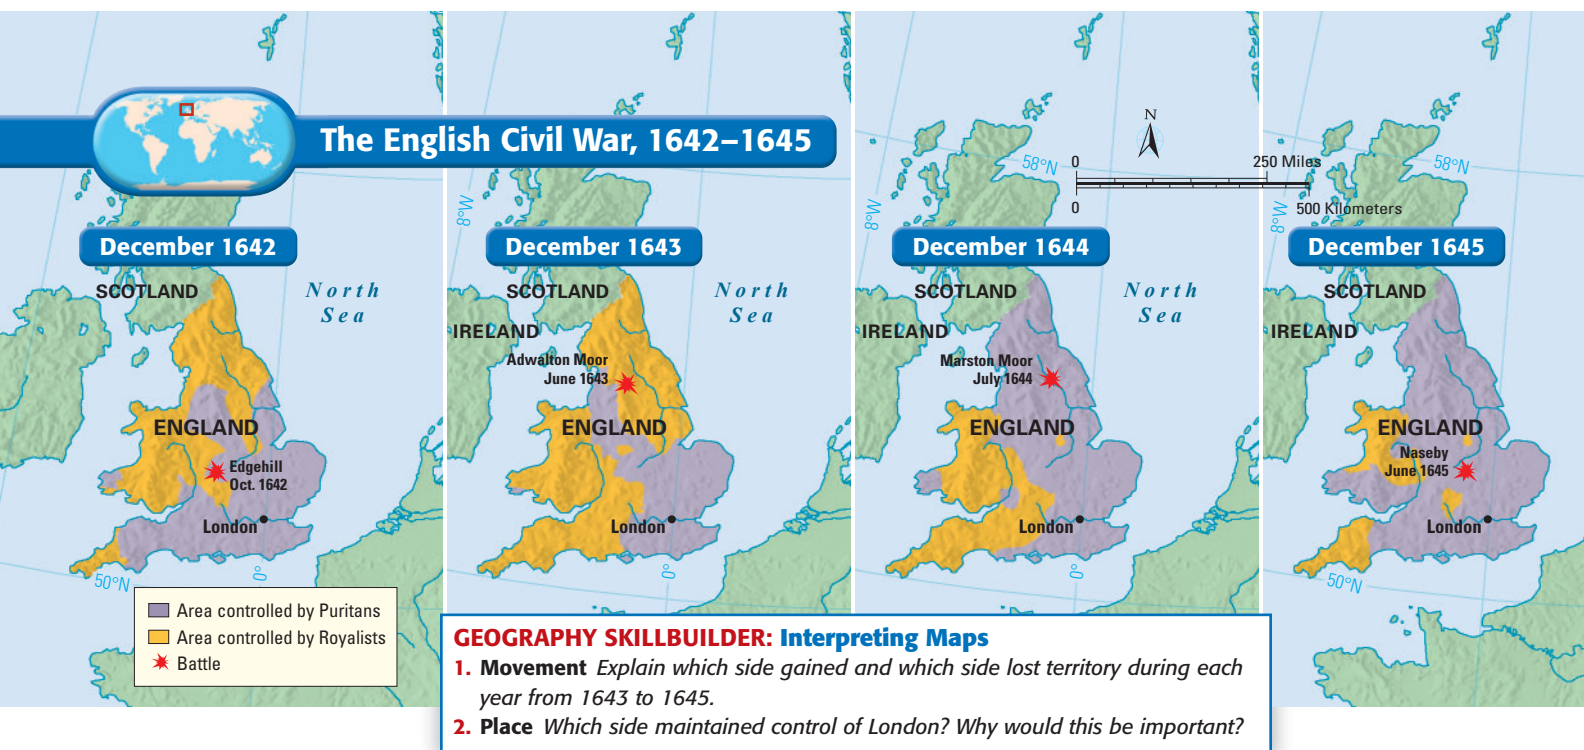 The English Civil War, 1642–1645
N
0
250 Miles
0
500 Kilometers
December 1642
SCOTLAND
North
Sea
ENGLAND
Edgehill
Oct. 1642
London
50°N
0°
Area controlled by Puritans
Area controlled by Royalists
Battle
8°W
December 1643
SCOTLAND
North
Sea
IRELAND
Adwalton Moor
June 1643
ENGLAND
London
0°
58°N
8°W
December 1644
SCOTLAND
North
Sea
IRELAND
Marston Moor
July 1644
ENGLAND
London
0°
58°N
8°W
December 1645
SCOTLAND
IRELAND
ENGLAND
Naseby
June 1645
London
50°N
GEOGRAPHY SKILLBUILDER: Interpreting Maps
1. Movement Explain which side gained and which side lost territory during each
year from 1643 to 1645.
2. Place Which side maintained control of London? Why would this be important?